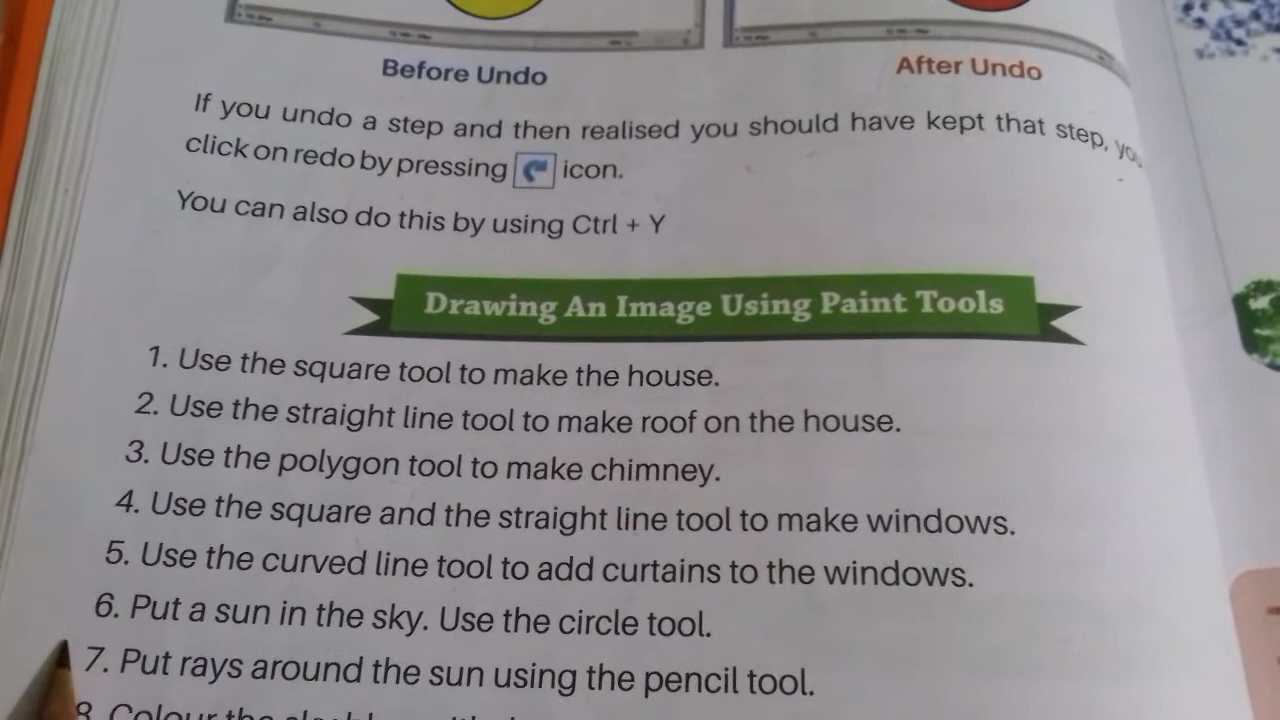 Before Undo
After Undo
If you undo a step and then realised you should have kept that step,
click on redo by pressing icon.
You can also do this by using Ctrl + Y
Drawing An Image Using Paint Tools
1. Use the square tool to make the house.
2. Use the straight line tool to make roof on the house.
3. Use the polygon tool to make chimney.
4. Use the square and the straight line tool to make windows.
5. Use the curved line tool to add curtains to the windows.
6. Put a sun in the sky. Use the circle tool.
7. Put rays around the sun using the pencil tool.
8. Colour the